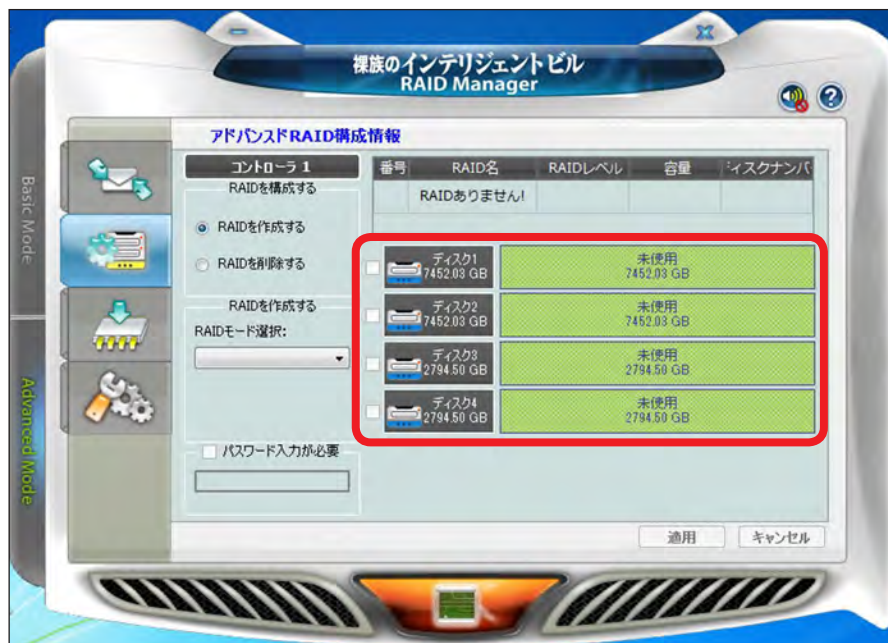 裸族のインテリジェントビル
RAID Manager
アドバンスドRAID構成情報
Basic Mode
Advanced Mode
コントローラ 1
RAIDを構成する
RAIDを作成する
RAIDを削除する
RAIDを作成する
RAIDモード選択:
パスワード入力が必要
番号 RAID名 RAIDレベル 容量 ィスクナンバ
RAIDありません!
ディスク1 未使用
7452.03 GB 7452.03 GB
ディスク2 未使用
7452.03 GB 7452.03 GB
ディスク3 未使用
2794.50 GB 2794.50 GB
ディスク4 未使用
2794.50 GB 2794.50 GB
適用 キャンセル